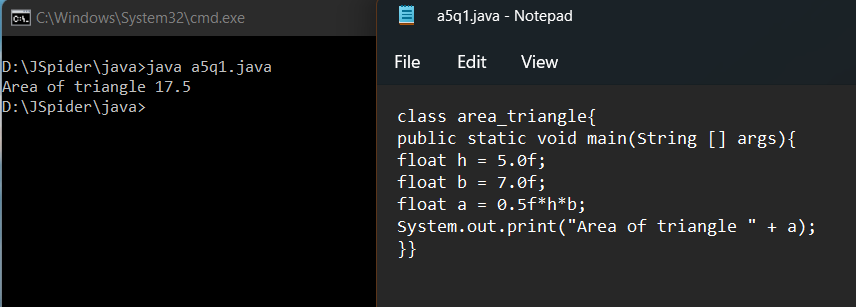 C:\Windows\System32\cmd.exe
D:\JSpider\java>java a5q1.java
Area of triangle 17.5
D:\JSpider\java>
a5q1.java - Notepad
File Edit View
class area_triangle{
public static void main(String [] args){
float h = 5.0f;
float b = 7.0f;
float a = 0.5f*h*b;
System.out.print("Area of triangle " + a);
}}